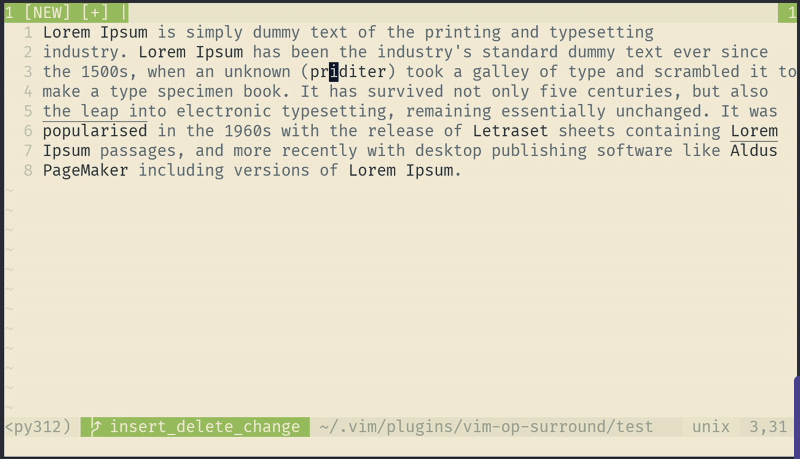 1 [NEW] [+] | 1
1 Lorem Ipsum is simply dummy text of the printing and typesetting
2 industry. Lorem Ipsum has been the industry's standard dummy text ever since
3 the 1500s, when an unknown (priditer) took a galley of type and scrambled it to
4 make a type specimen book. It has survived not only five centuries, but also
5 the leap into electronic typesetting, remaining essentially unchanged. It was
6 popularised in the 1960s with the release of Letraset sheets containing Lorem
7 Ipsum passages, and more recently with desktop publishing software like Aldus
8 PageMaker including versions of Lorem Ipsum.
~
~
~
~
~
~
~
~
~
~
~
~
<py312) insert_delete_change ~/.vim/plugins/vim-op-surround/test unix 3,31